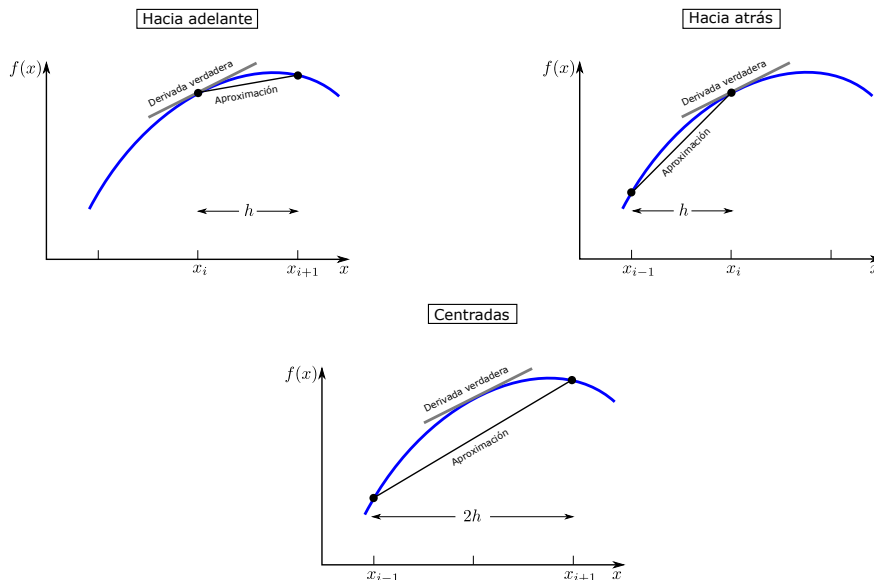 Hacia adelante
f(x)
Derivada verdadera
Aproximación
h
x_i
x_{i+1}
x
Hacia atrás
f(x)
Derivada verdadera
Aproximación
h
x_{i-1}
x_i
x
Centradas
f(x)
Derivada verdadera
Aproximación
2h
x_{i-1}
x_{i+1}
x